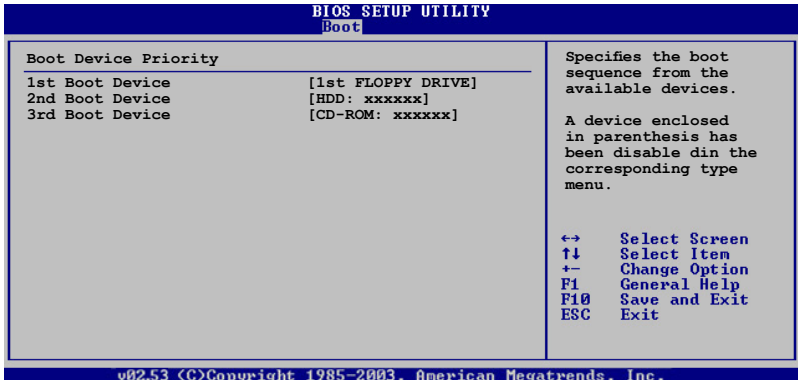 BIOS SETUP UTILITY
Boot
Boot Device Priority
1st Boot Device [1st FLOPPY DRIVE]
2nd Boot Device [HDD: xxxxxx]
3rd Boot Device [CD-ROM: xxxxxx]
Specifies the boot
sequence from the
available devices.
A device enclosed
in parenthesis has
been disable din the
corresponding type
menu.
←→ Select Screen
↑↓ Select Item
+- Change Option
F1 General Help
F10 Save and Exit
ESC Exit
v02.53 (C)Copyright 1985-2003, American Megatrends, Inc.